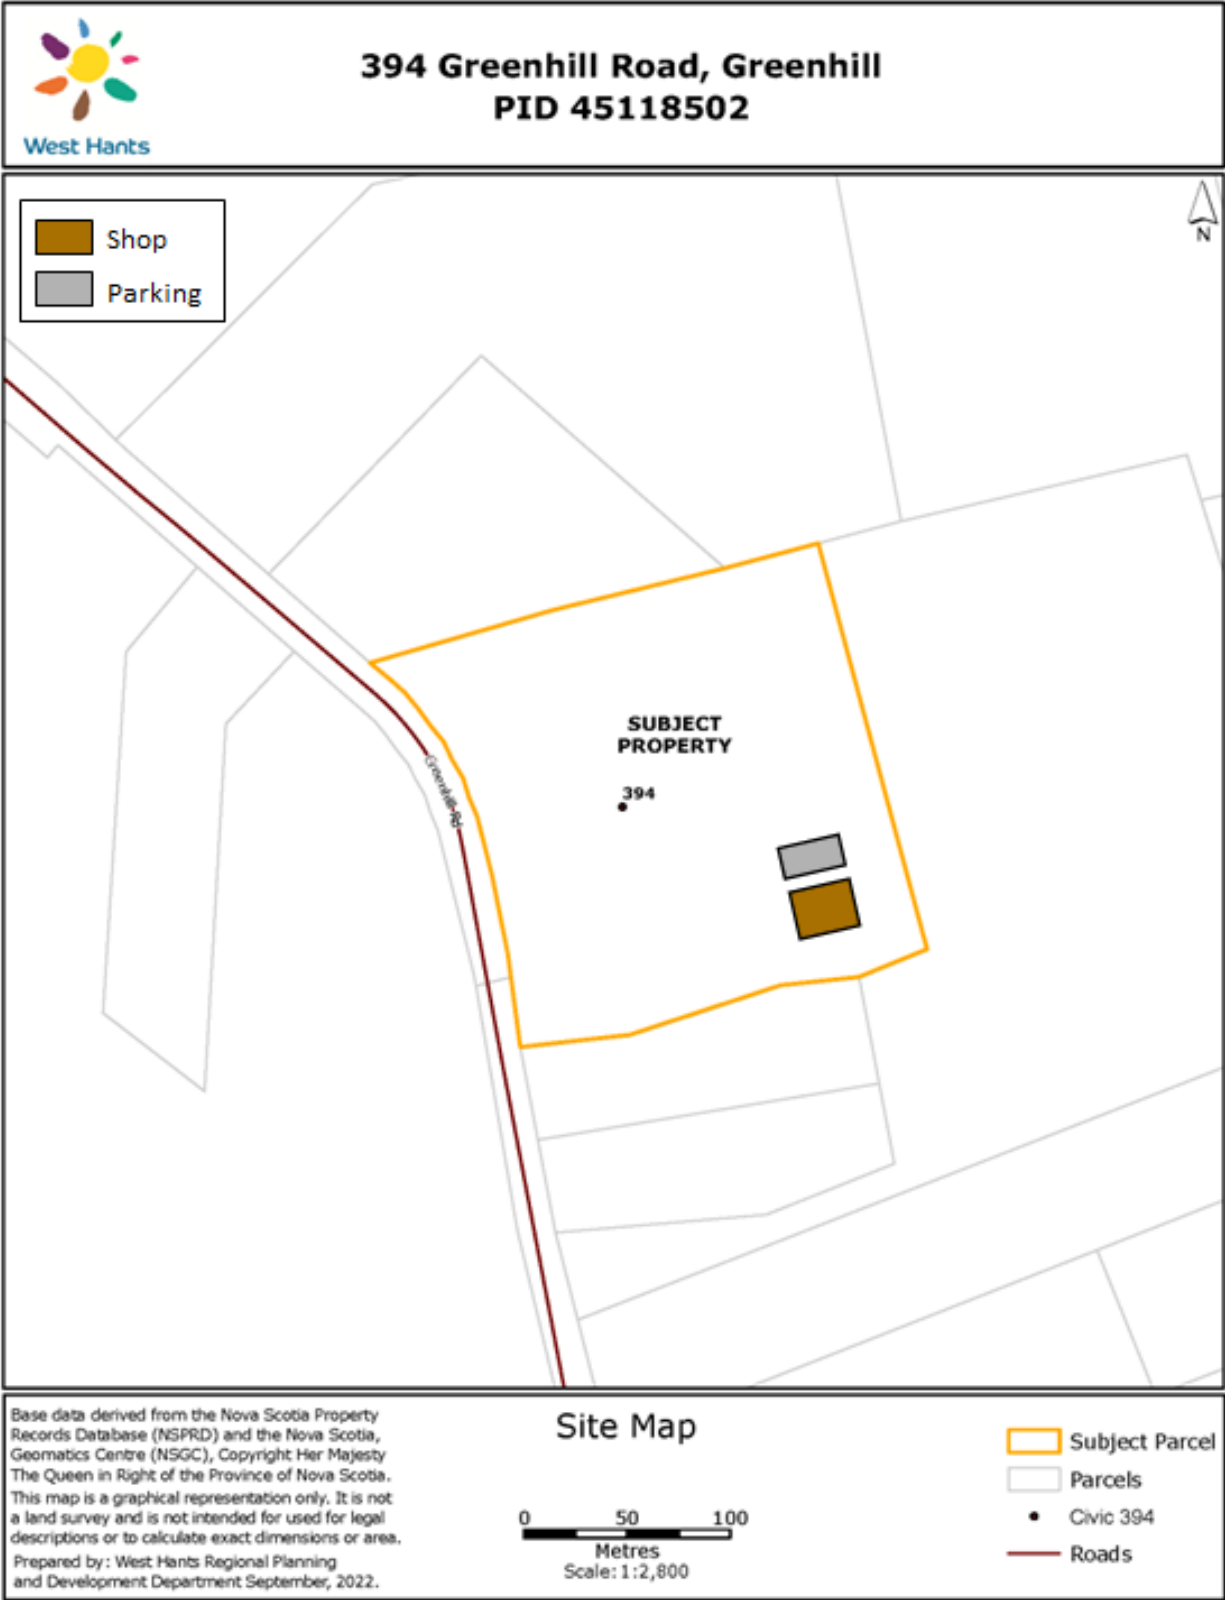 West Hants
394 Greenhill Road, Greenhill
PID 45118502
Shop
Parking
N
SUBJECT
PROPERTY
394
Greenhill Rd
Base data derived from the Nova Scotia Property
Records Database (NSPRD) and the Nova Scotia,
Geomatics Centre (NSGC), Copyright Her Majesty
The Queen in Right of the Province of Nova Scotia.
This map is a graphical representation only. It is not
a land survey and is not intended for used for legal
descriptions or to calculate exact dimensions or area.
Prepared by: West Hants Regional Planning
and Development Department September, 2022.
Site Map
0 50 100
Metres
Scale: 1:2,800
Subject Parcel
Parcels
Civic 394
Roads